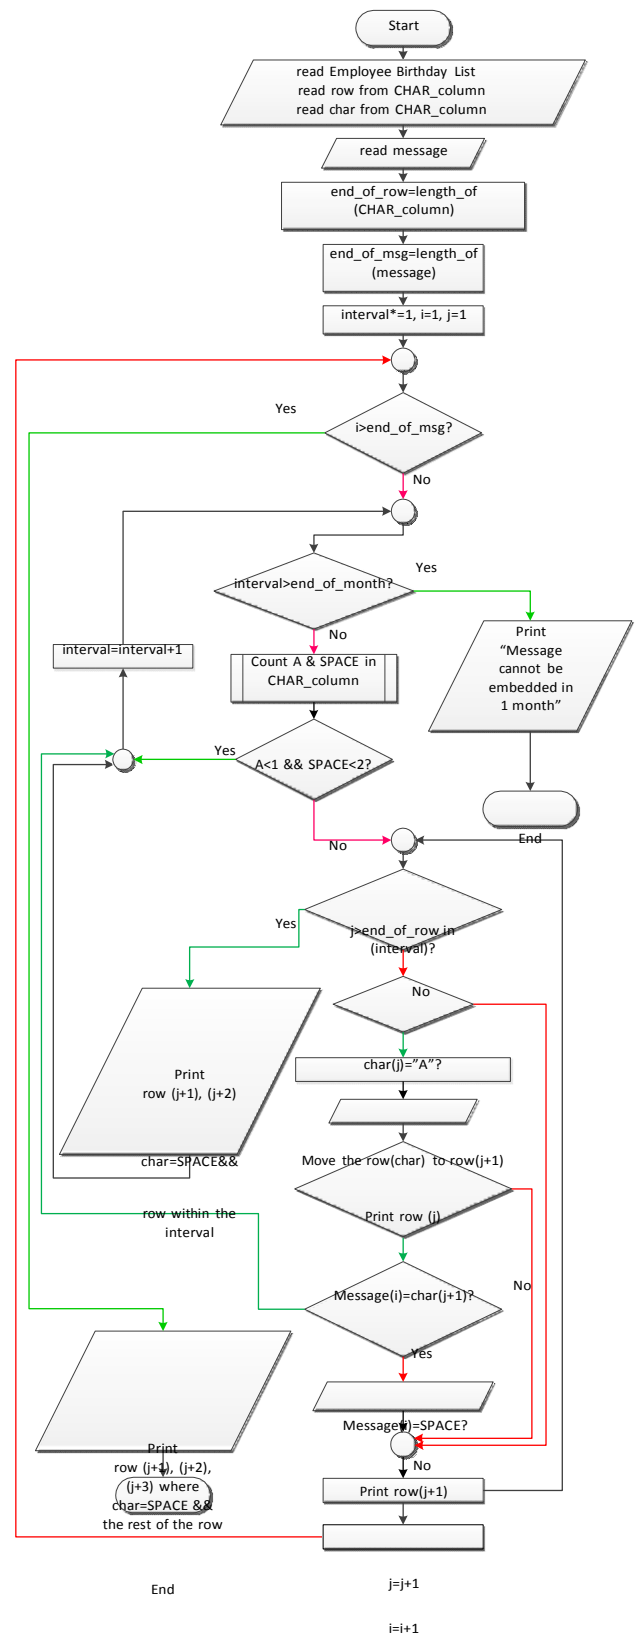 Start
read Employee Birthday List
read row from CHAR_column
read char from CHAR_column
read message
end_of_row=length_of
(CHAR_column)
end_of_msg=length_of
(message)
interval*=1, i=1, j=1
Yes
i>end_of_msg?
No
interval>end_of_month?
Yes
No
interval=interval+1
Print
“Message
cannot be
embedded in
1 month”
Count A & SPACE in
CHAR_column
Yes
A<1 && SPACE<2?
No
End
Yes
j>end_of_row in
(interval)?
No
char(j)=”A”?
Print
row (j+1), (j+2)
char=SPACE&&
row within the
interval
Move the row(char) to row(j+1)
Print row (j)
No
Message(i)=char(j+1)?
Yes
Message(i)=SPACE?
No
Print
row (j+1), (j+2),
(j+3) where
char=SPACE &&
the rest of the row
Print row(j+1)
End
j=j+1
i=i+1